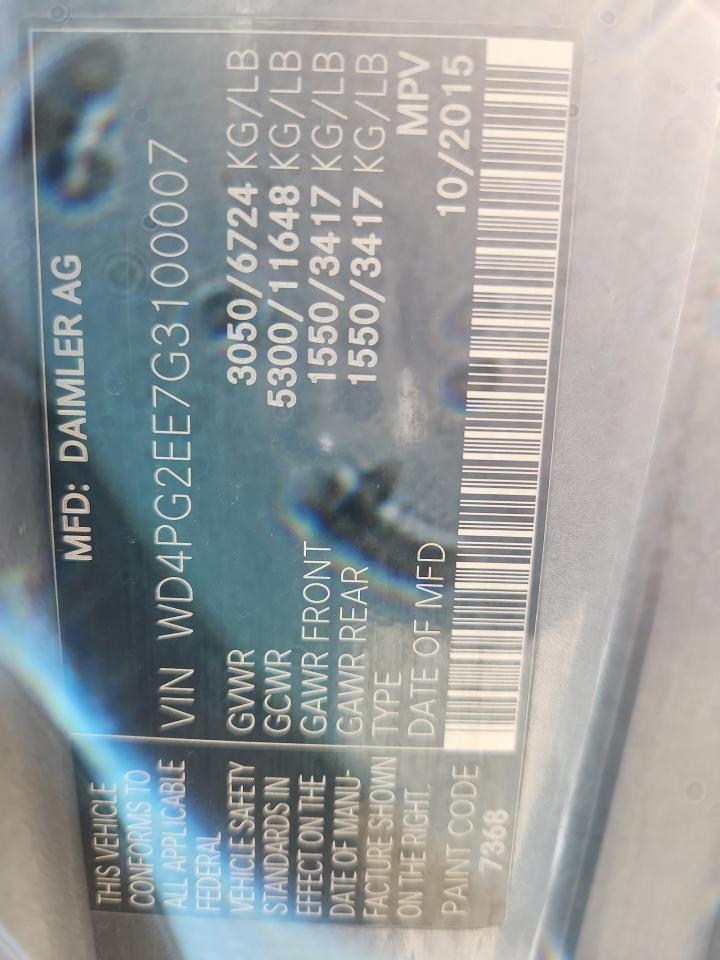 MFD: DAIMLER AG
VIN WD4PG2EE7G3100007
GVWR 3050/6724 KG/LB
GCWR 5300/11648 KG/LB
GAWR FRONT 1550/3417 KG/LB
GAWR REAR 1550/3417 KG/LB
TYPE MPV
DATE OF MFD 10/2015
THIS VEHICLE
CONFORMS TO
ALL APPLICABLE
FEDERAL
VEHICLE SAFETY
STANDARDS IN
EFFECT ON THE
DATE OF MANU-
FACTURE SHOWN
ON THE RIGHT.
PAINT CODE
7368